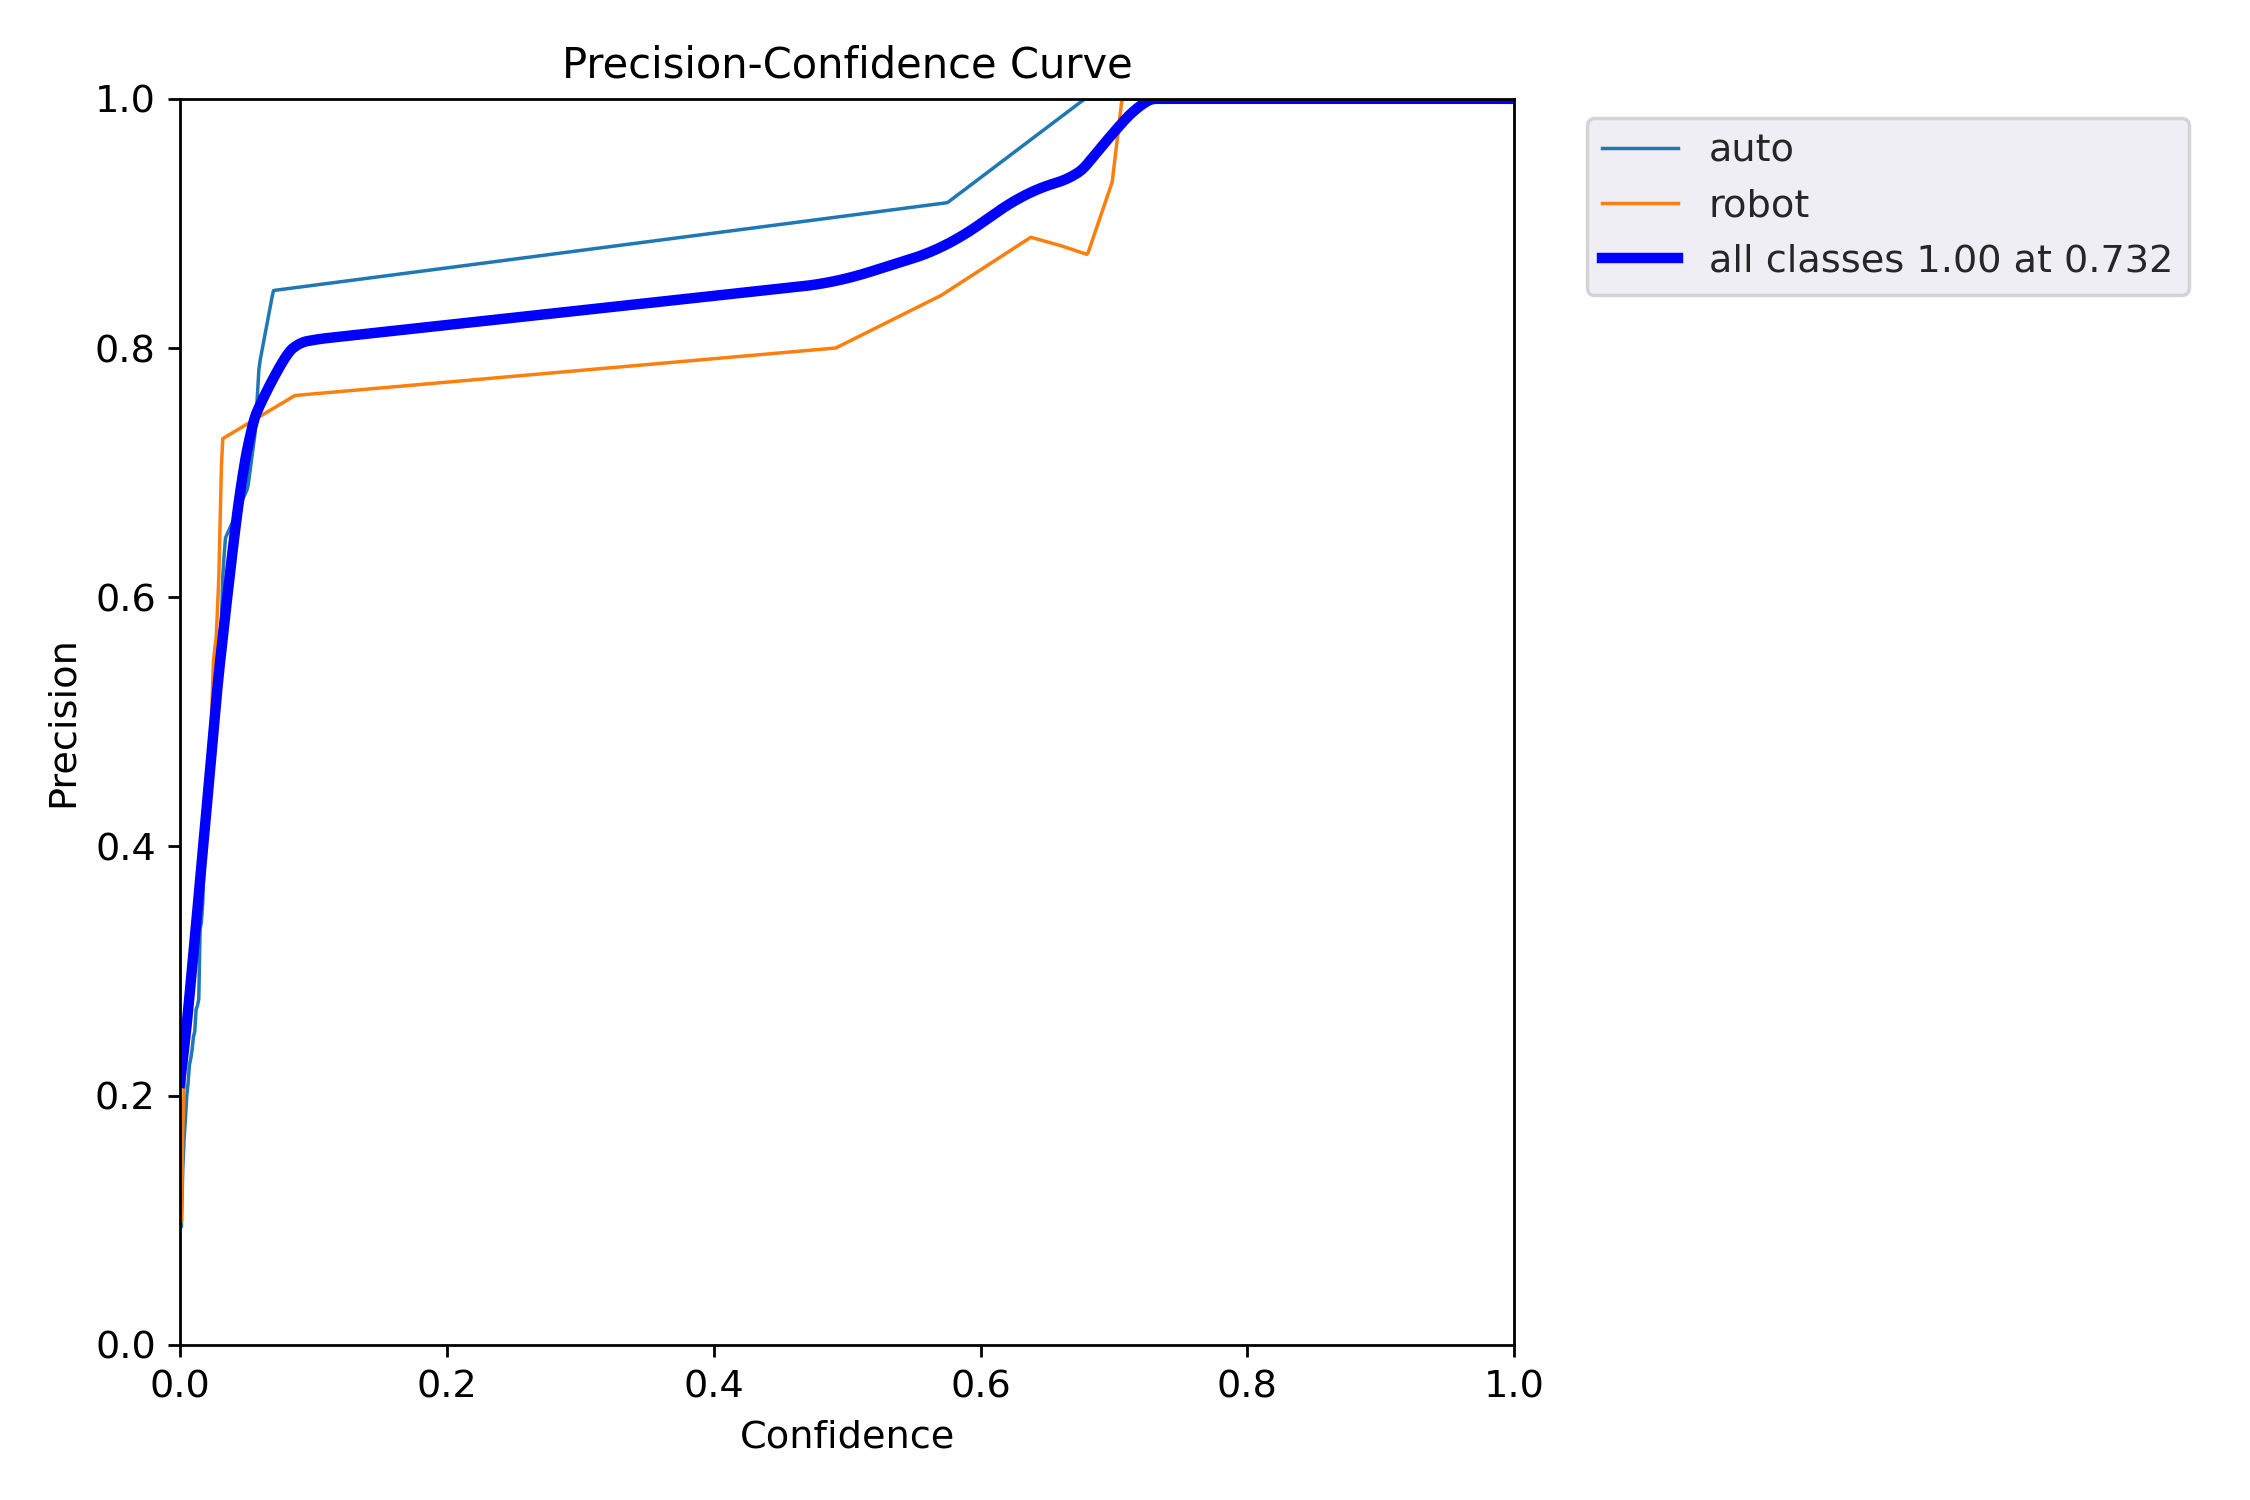 Precision-Confidence Curve
1.0
0.8
0.6
0.4
0.2
0.0
Precision
0.0 0.2 0.4 0.6 0.8 1.0
Confidence
auto
robot
all classes 1.00 at 0.732